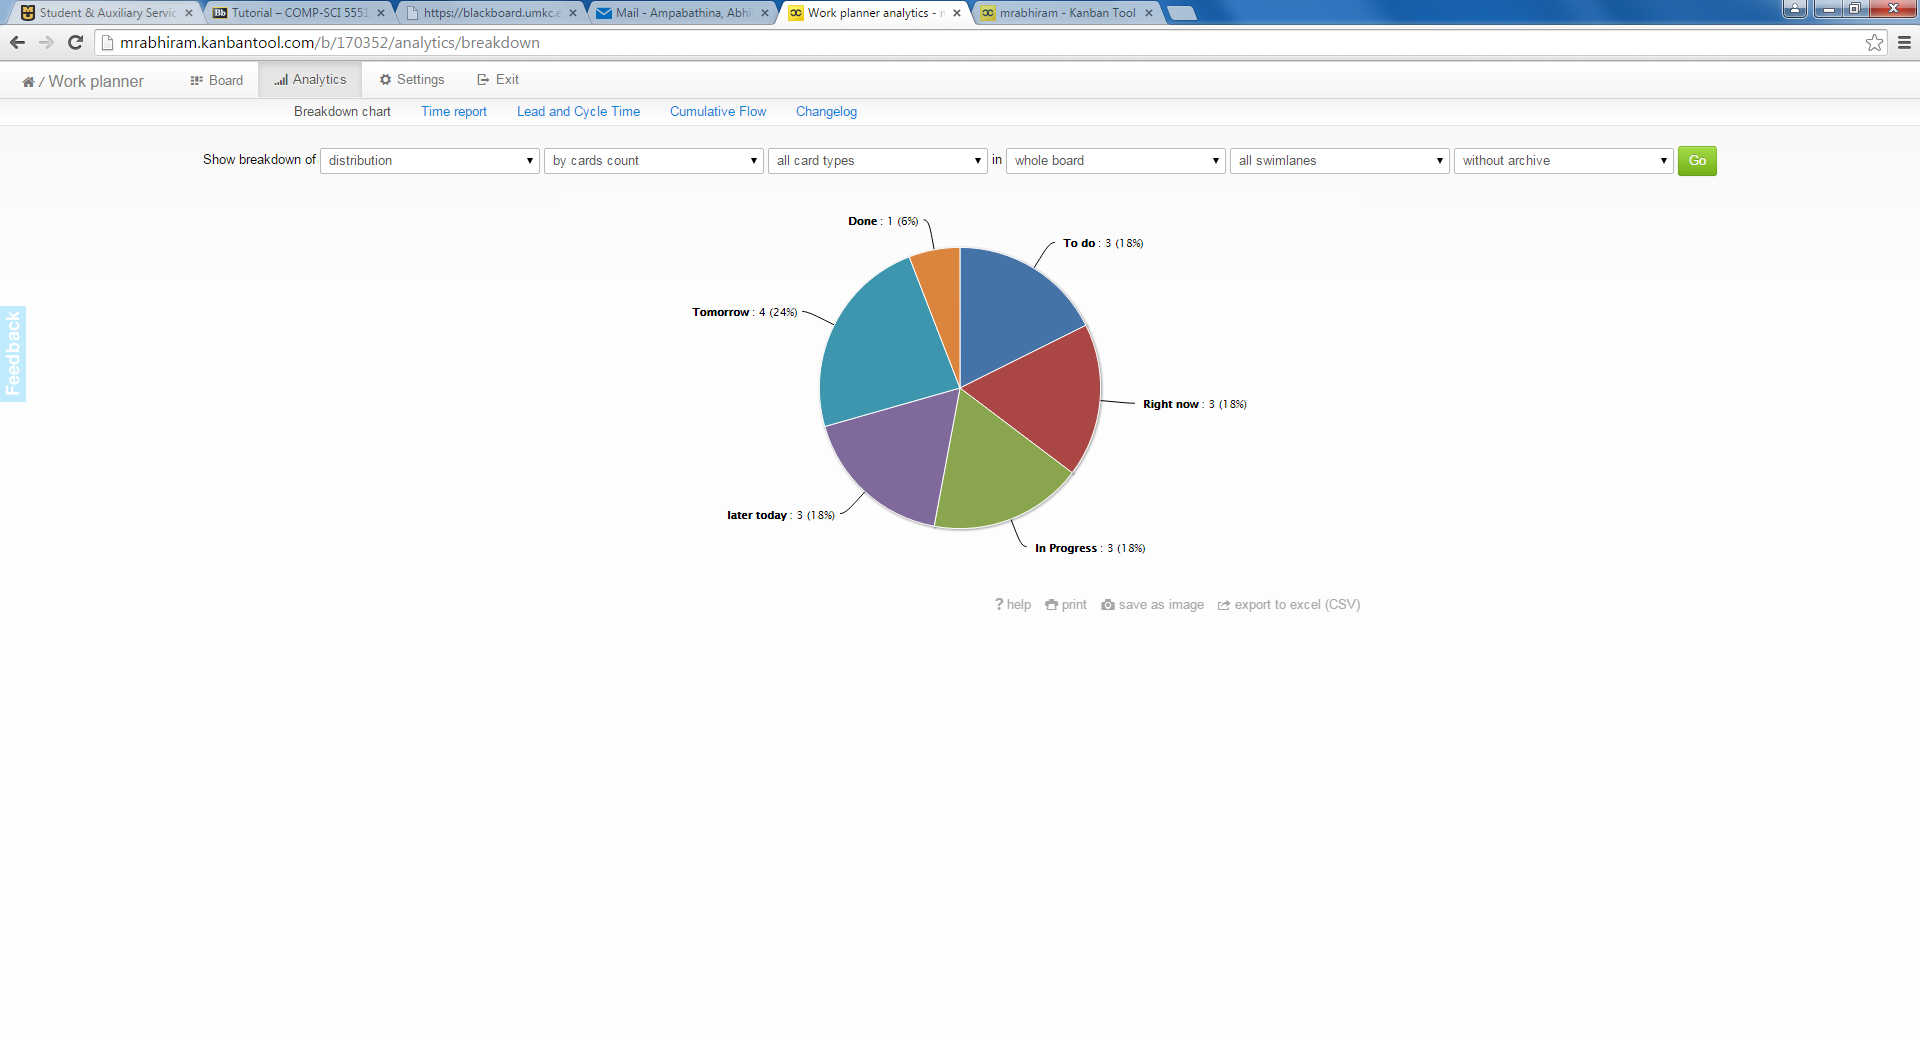 Student & Auxiliary Servic
Tutorial – COMP-SCI 5551
https://blackboard.umkc.e
Mail - Ampabathina, Abhi
Work planner analytics -
mrabhiram - Kanban Tool
mrabhiram.kanbantool.com/b/170352/analytics/breakdown
/ Work planner
Board
Analytics
Settings
Exit
Breakdown chart
Time report
Lead and Cycle Time
Cumulative Flow
Changelog
Show breakdown of distribution by cards count all card types in whole board all swimlanes without archive Go
Done : 1 (6%)
To do : 3 (18%)
Tomorrow : 4 (24%)
Feedback
Right now : 3 (18%)
later today : 3 (18%)
In Progress : 3 (18%)
? help
print
save as image
export to excel (CSV)